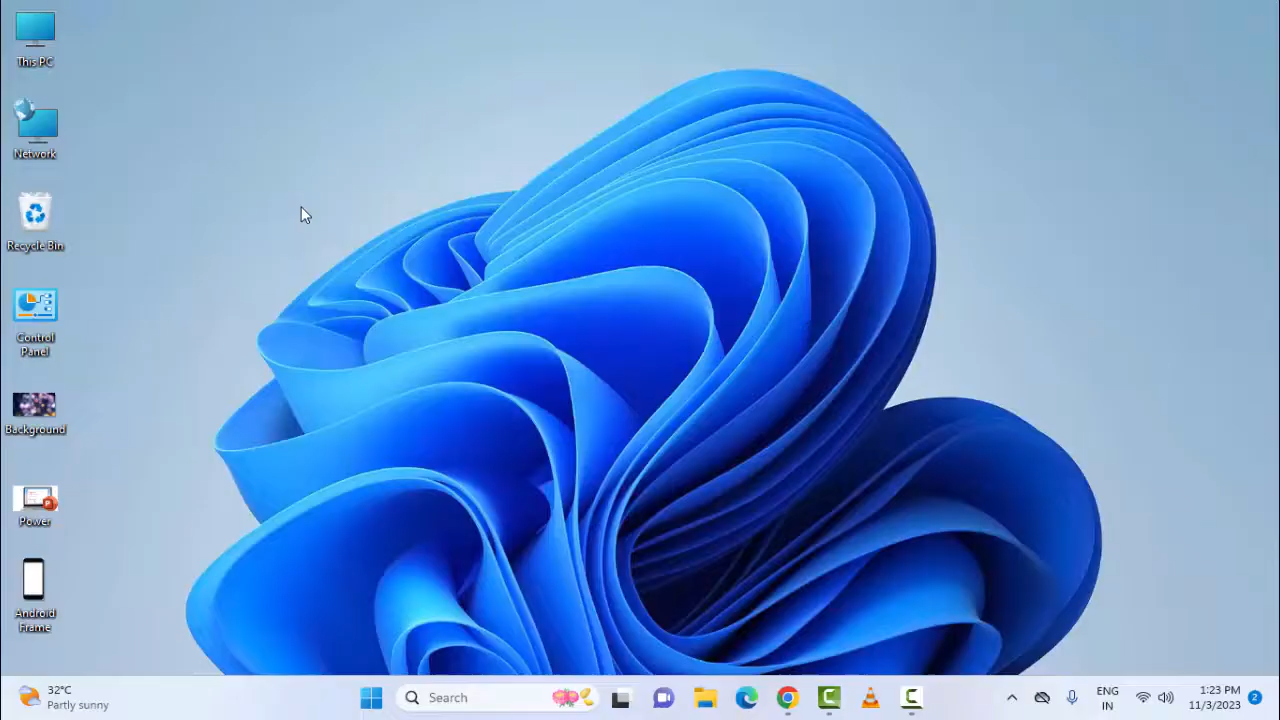 This PC
Network
Recycle Bin
Control
Panel
Background
Power
Android
Frame
32°C
Partly sunny
Search
ENG
IN
1:23 PM
11/3/2023
2